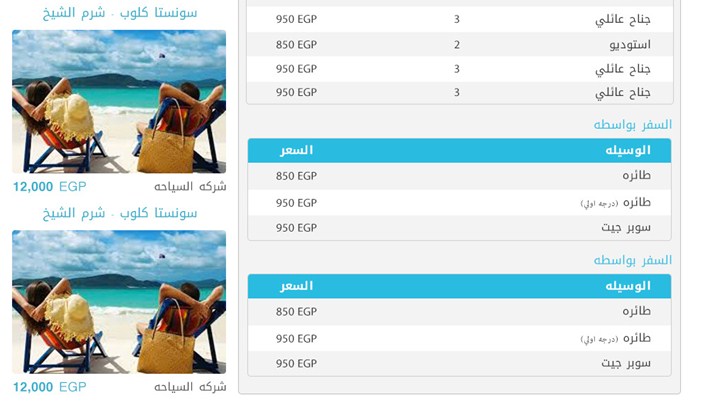 جناح عائلي 3 950 EGP
استوديو 2 850 EGP
جناح عائلي 3 950 EGP
جناح عائلي 3 950 EGP
السفر بواسطه
الوسيله السعر
طائره 850 EGP
طائره (درجه اولي) 950 EGP
سوبر جيت 950 EGP
السفر بواسطه
الوسيله السعر
طائره 850 EGP
طائره (درجه اولي) 950 EGP
سوبر جيت 950 EGP
سونستا كلوب - شرم الشيخ
شركه السياحه 12,000 EGP
سونستا كلوب - شرم الشيخ
شركه السياحه 12,000 EGP